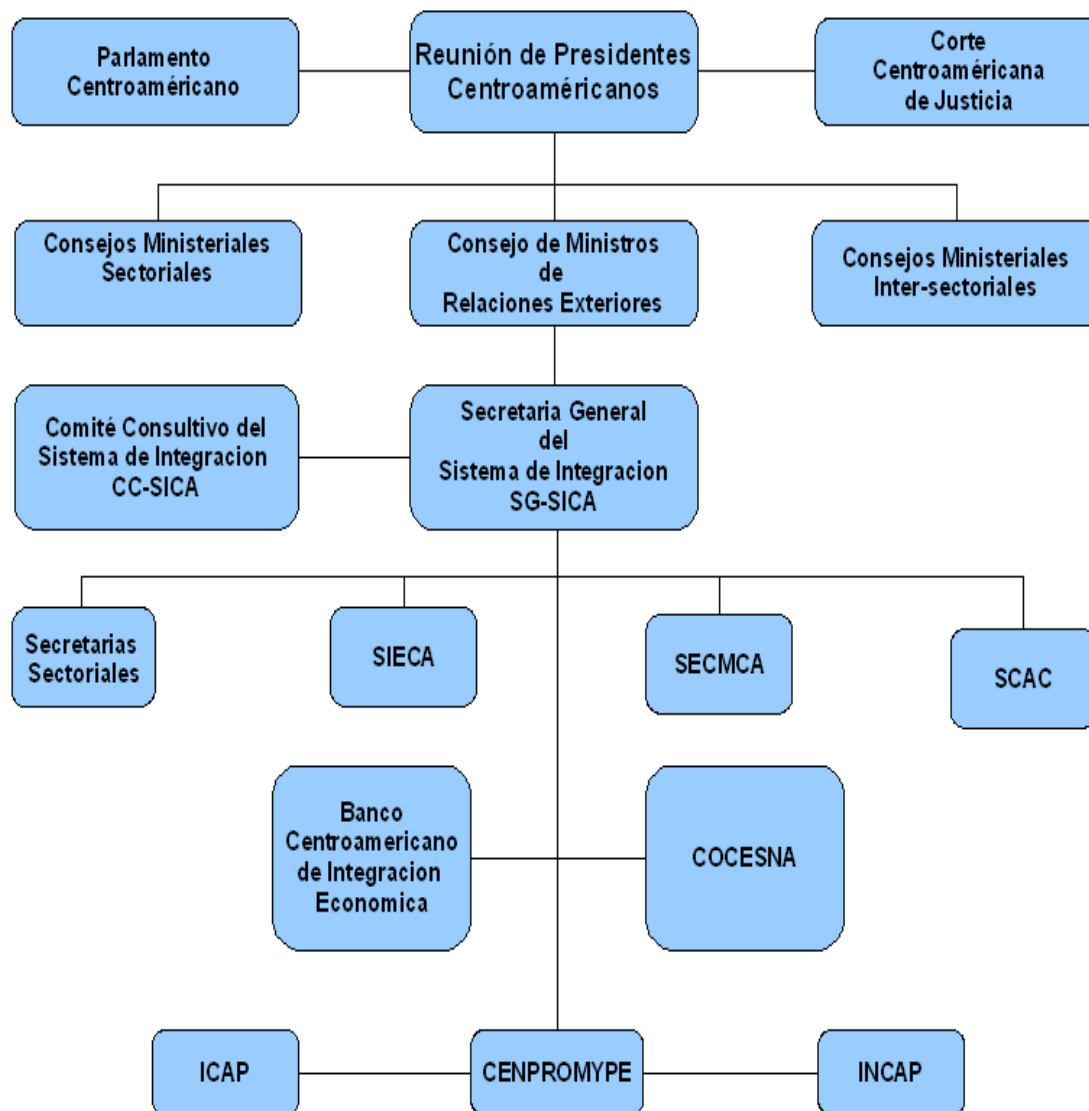 Parlamento
Centroaméricano
Reunión de Presidentes
Centroaméricanos
Corte
Centroaméricana
de Justicia
Consejos Ministeriales
Sectoriales
Consejo de Ministros
de
Relaciones Exteriores
Consejos Ministeriales
Inter-sectoriales
Comité Consultivo del
Sistema de Integracion
CC-SICA
Secretaria General
del
Sistema de Integracion
SG-SICA
Secretarias
Sectoriales
SIECA
SECMCA
SCAC
Banco
Centroamericano
de Integracion
Economica
COCESNA
ICAP
CENPROMYPE
INCAP